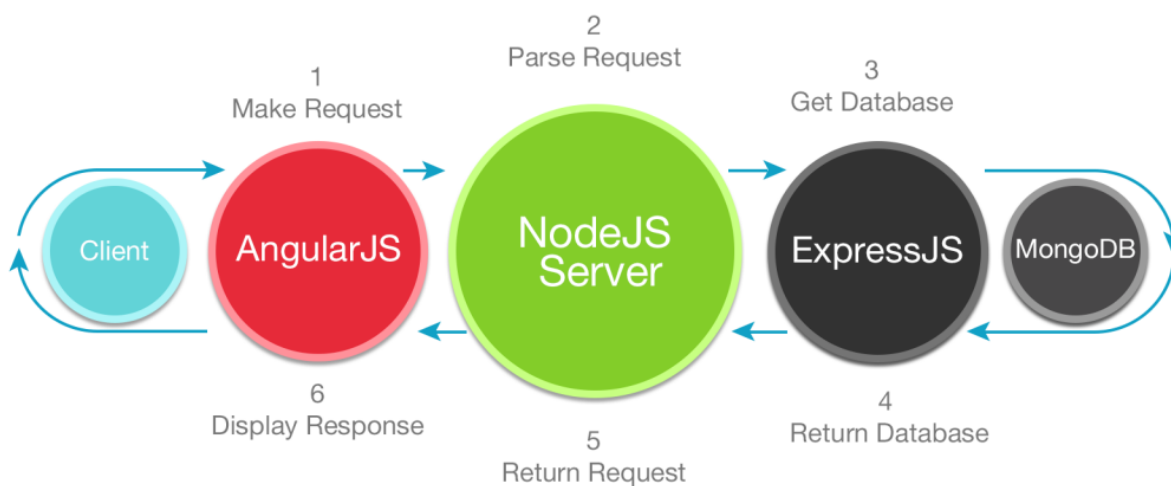 2
Parse Request
1
Make Request
3
Get Database
Client
AngularJS
NodeJS
Server
ExpressJS
MongoDB
6
Display Response
4
Return Database
5
Return Request